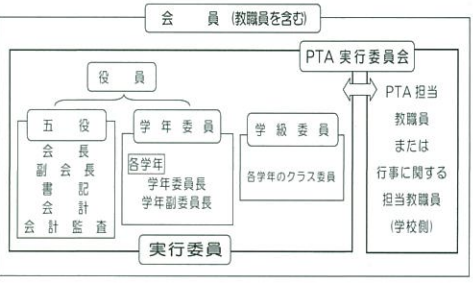 会員(教職員を含む)
PTA実行委員会
役員
五役
会長
副会長
書記
会計
会計監査
学年委員
各学年
学年委員長
学年副委員長
学級委員
各学年のクラス委員
実行委員
PTA担当
教職員
または
行事に関する
担当教職員
(学校側)